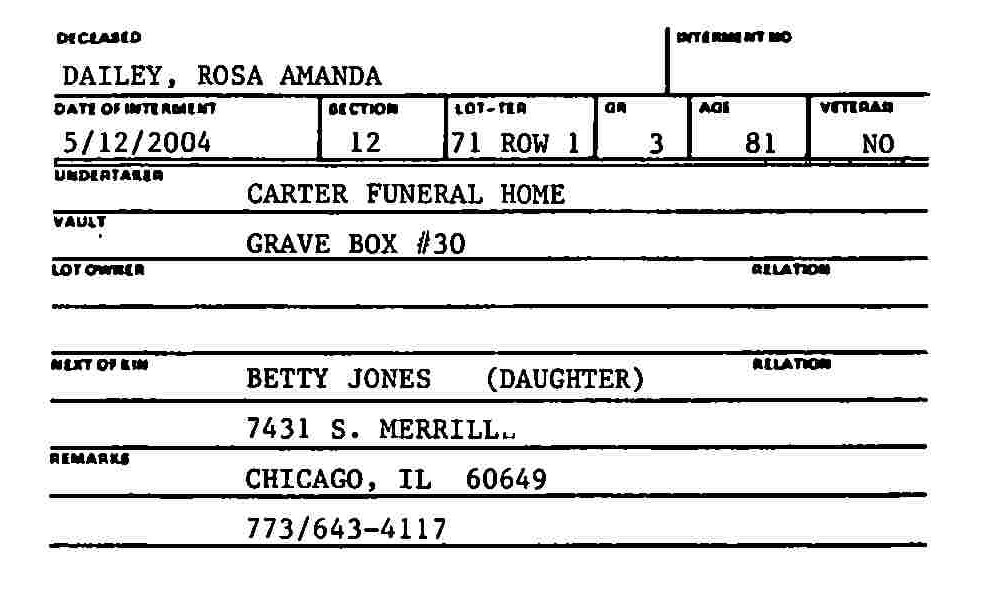 DECEASED INTERMENT NO
DAILEY, ROSA AMANDA
DATE OF INTERMENT SECTION LOT-TER GR AGE VETERAN
5/12/2004 12 71 ROW 1 3 81 NO
UNDERTAKER
CARTER FUNERAL HOME
VAULT
GRAVE BOX #30
LOT OWNER RELATION
NEXT OF KIN RELATION
BETTY JONES (DAUGHTER)
7431 S. MERRILL
REMARKS
CHICAGO, IL 60649
773/643-4117